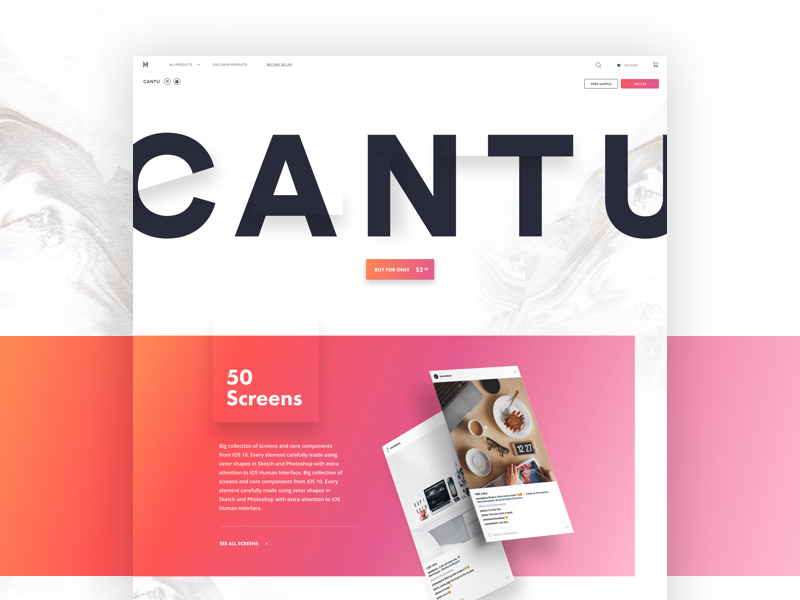 M
ALL PRODUCTS
EXCLUSIVE PRODUCTS
BECOME SELLER
ACCOUNT
CANTU
FREE SAMPLE
CANTU
BUY FOR ONLY $2
50
Screens
Big collection of screens and core components
from iOS 10. Every element carefully made using
vetor shapes in Sketch and Photoshop with extra
attention to iOS Human Interface. Big collection of
screens and core components from iOS 10. Every
element carefully made using vetor shapes in
Sketch and Photoshop with extra attention to iOS
Human Interface.
SEE ALL SCREENS
12 27